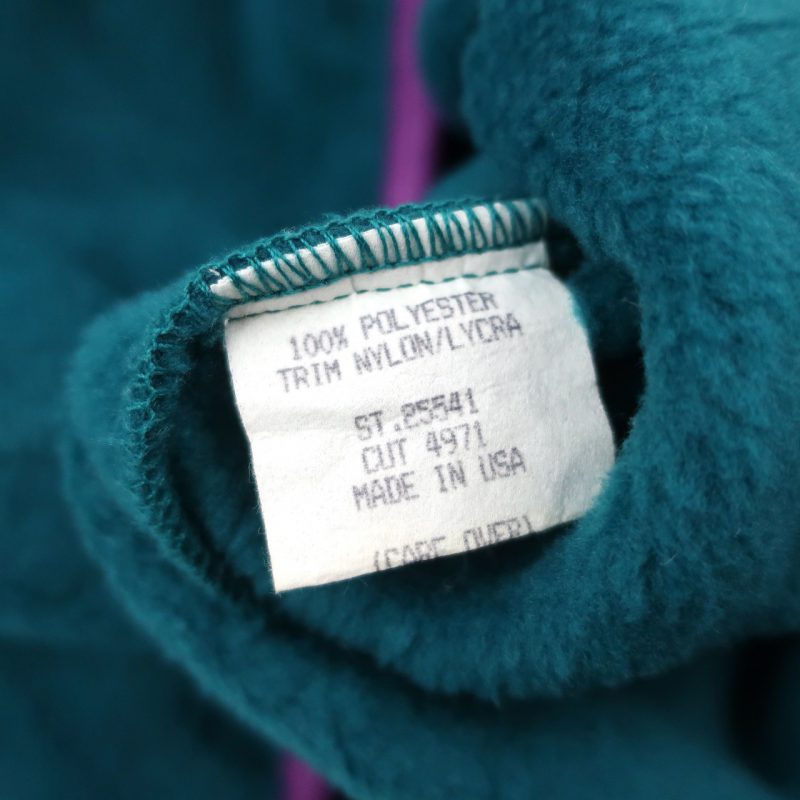 100% POLYESTER
TRIM NYLON/LYCRA
ST.25541
CUT 4971
MADE IN USA
(CARE OVER)